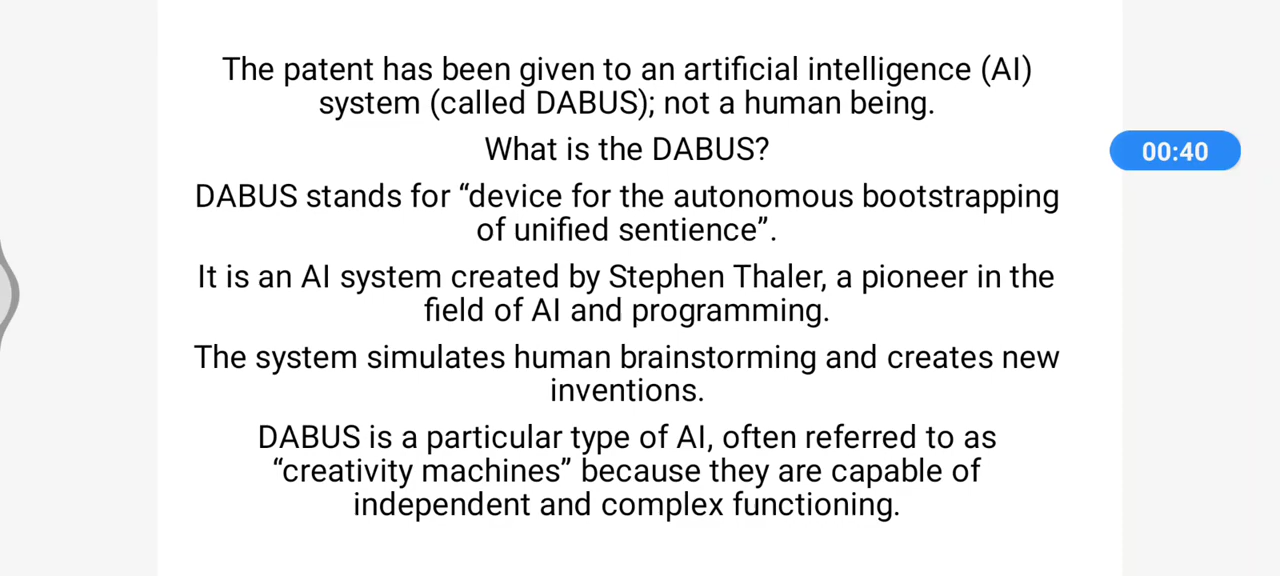 The patent has been given to an artificial intelligence (AI)
system (called DABUS); not a human being.
What is the DABUS?
00:40
DABUS stands for “device for the autonomous bootstrapping
of unified sentience”.
It is an AI system created by Stephen Thaler, a pioneer in the
field of AI and programming.
The system simulates human brainstorming and creates new
inventions.
DABUS is a particular type of AI, often referred to as
“creativity machines” because they are capable of
independent and complex functioning.